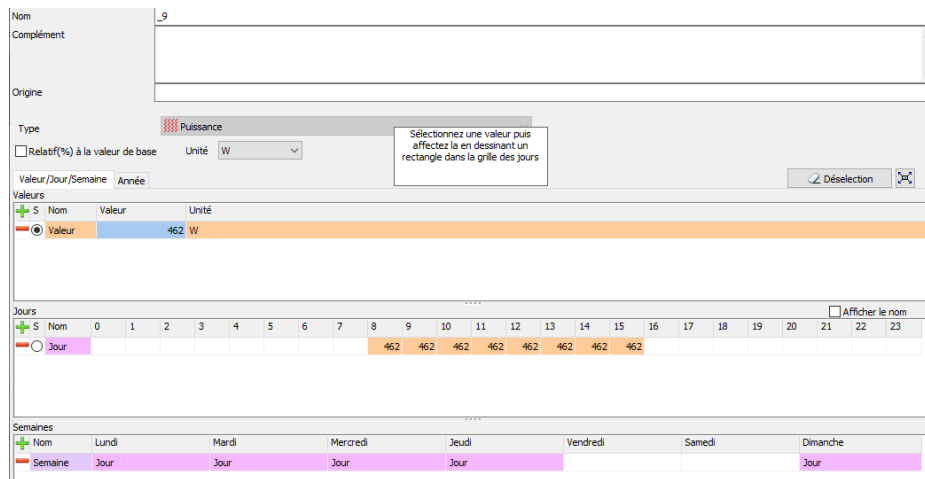 Nom _9
Complément
Origine
Type Puissance
Sélectionnez une valeur puis
affectez la en dessinant un
rectangle dans la grille des jours
Relatif(%) à la valeur de base Unité W
Valeur/Jour/Semaine Année Déselection
Valeurs
S Nom Valeur Unité
Valeur 462 W
Jours Afficher le nom
S Nom 0 1 2 3 4 5 6 7 8 9 10 11 12 13 14 15 16 17 18 19 20 21 22 23
Jour 462 462 462 462 462 462 462 462
Semaines
Nom Lundi Mardi Mercredi Jeudi Vendredi Samedi Dimanche
Semaine Jour Jour Jour Jour Jour